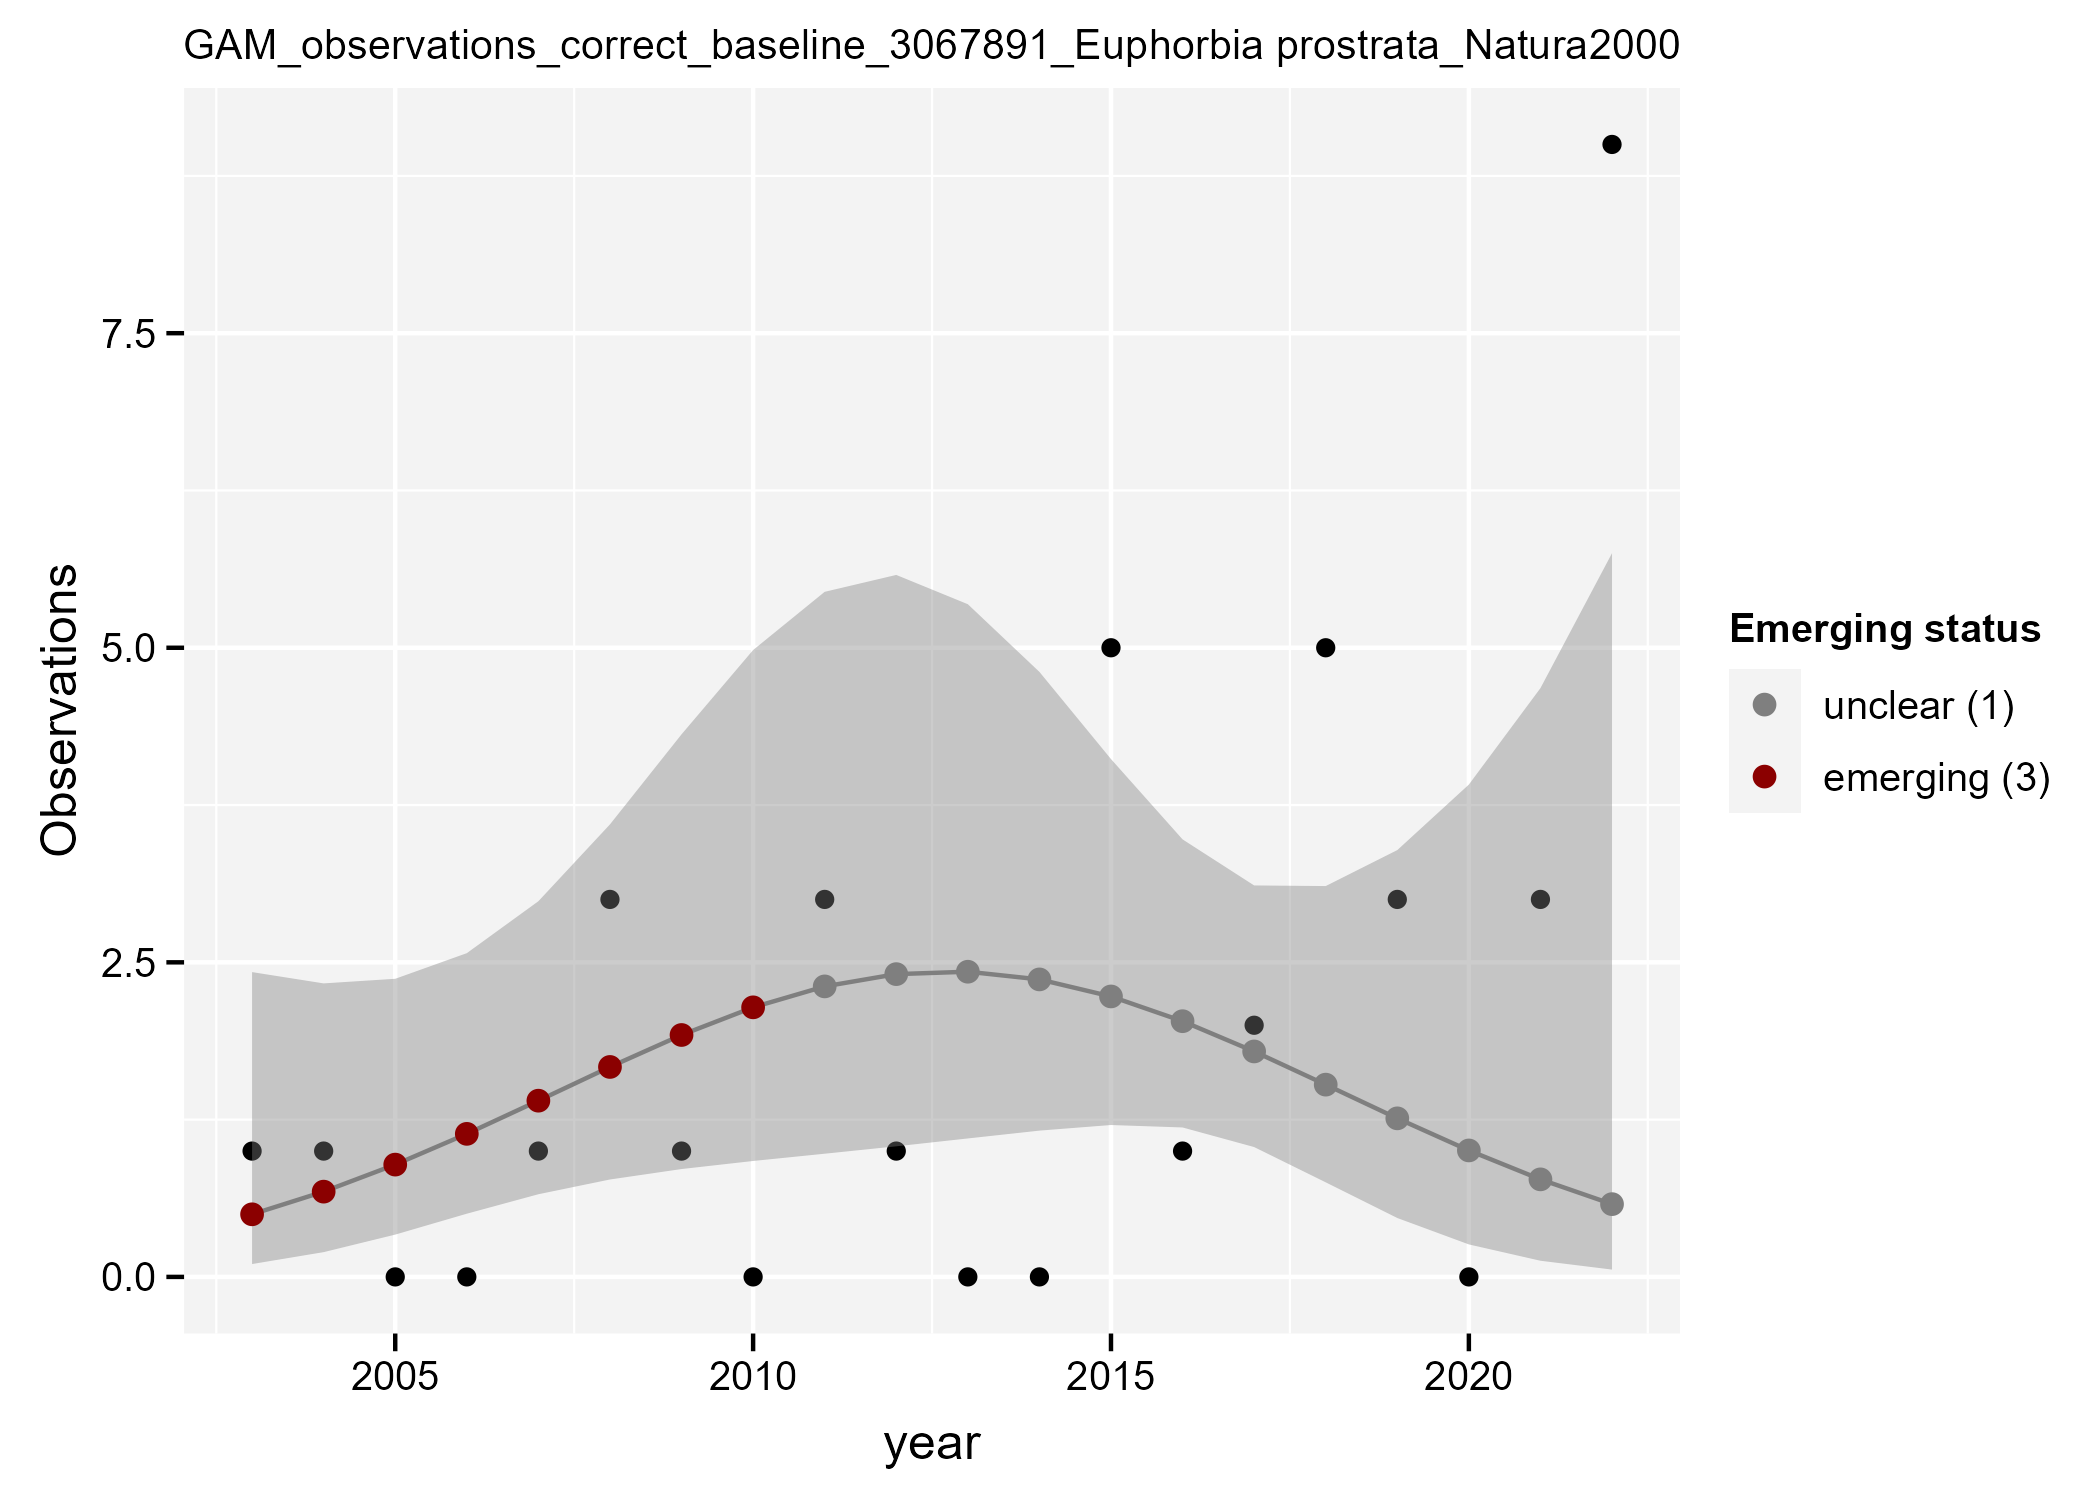 GAM_observations_correct_baseline_3067891_Euphorbia prostrata_Natura2000
Observations
7.5
5.0
2.5
0.0
2005 2010 2015 2020
year
Emerging status
unclear (1)
emerging (3)